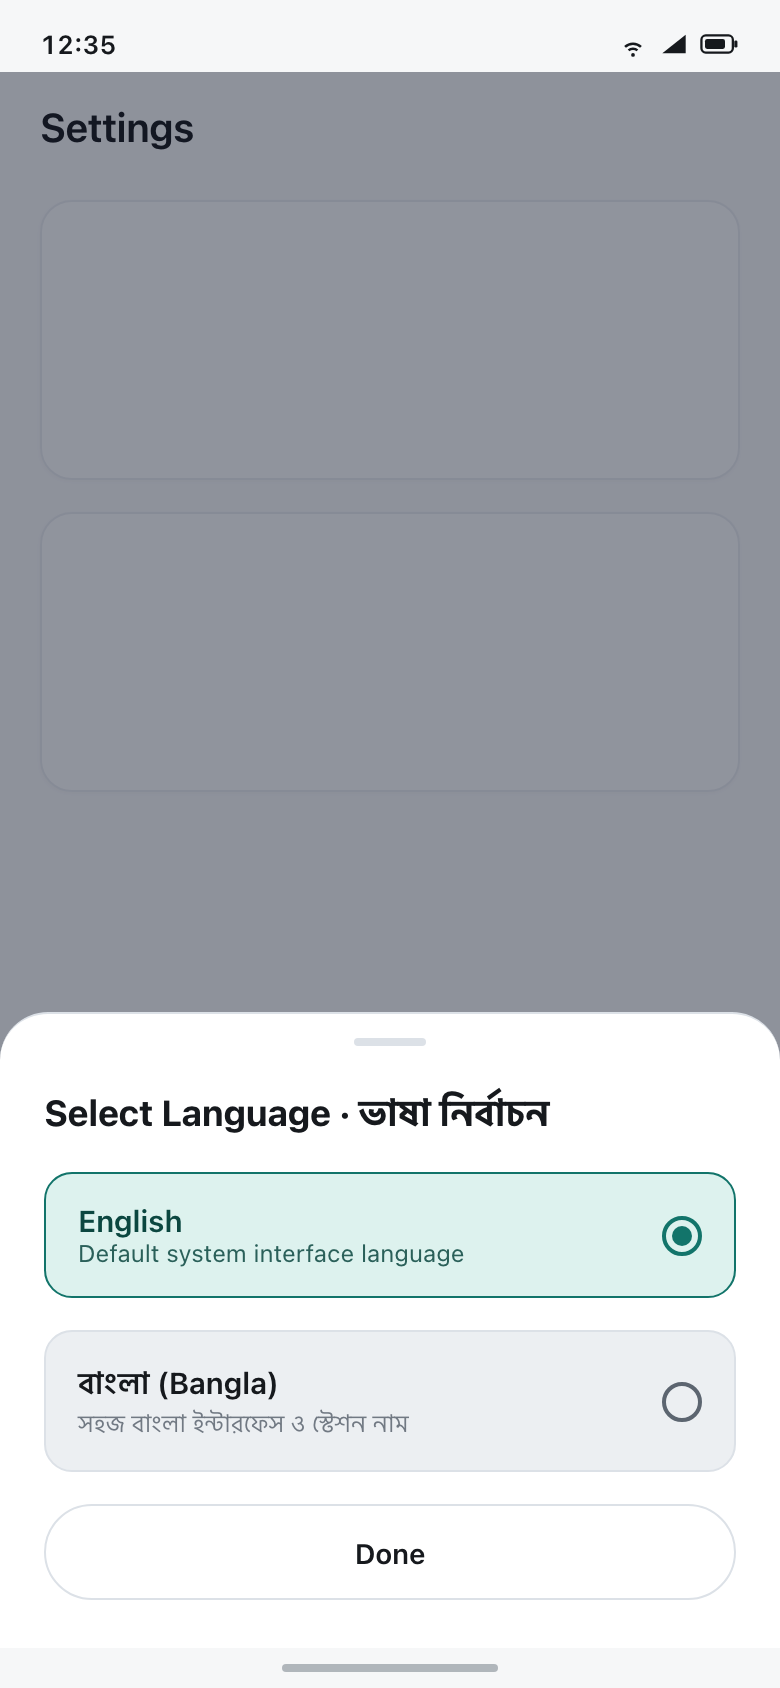 12:35
Settings
Select Language · ভাষা নির্বাচন
English
Default system interface language
বাংলা (Bangla)
সহজ বাংলা ইন্টারফেস ও স্টেশন নাম
Done